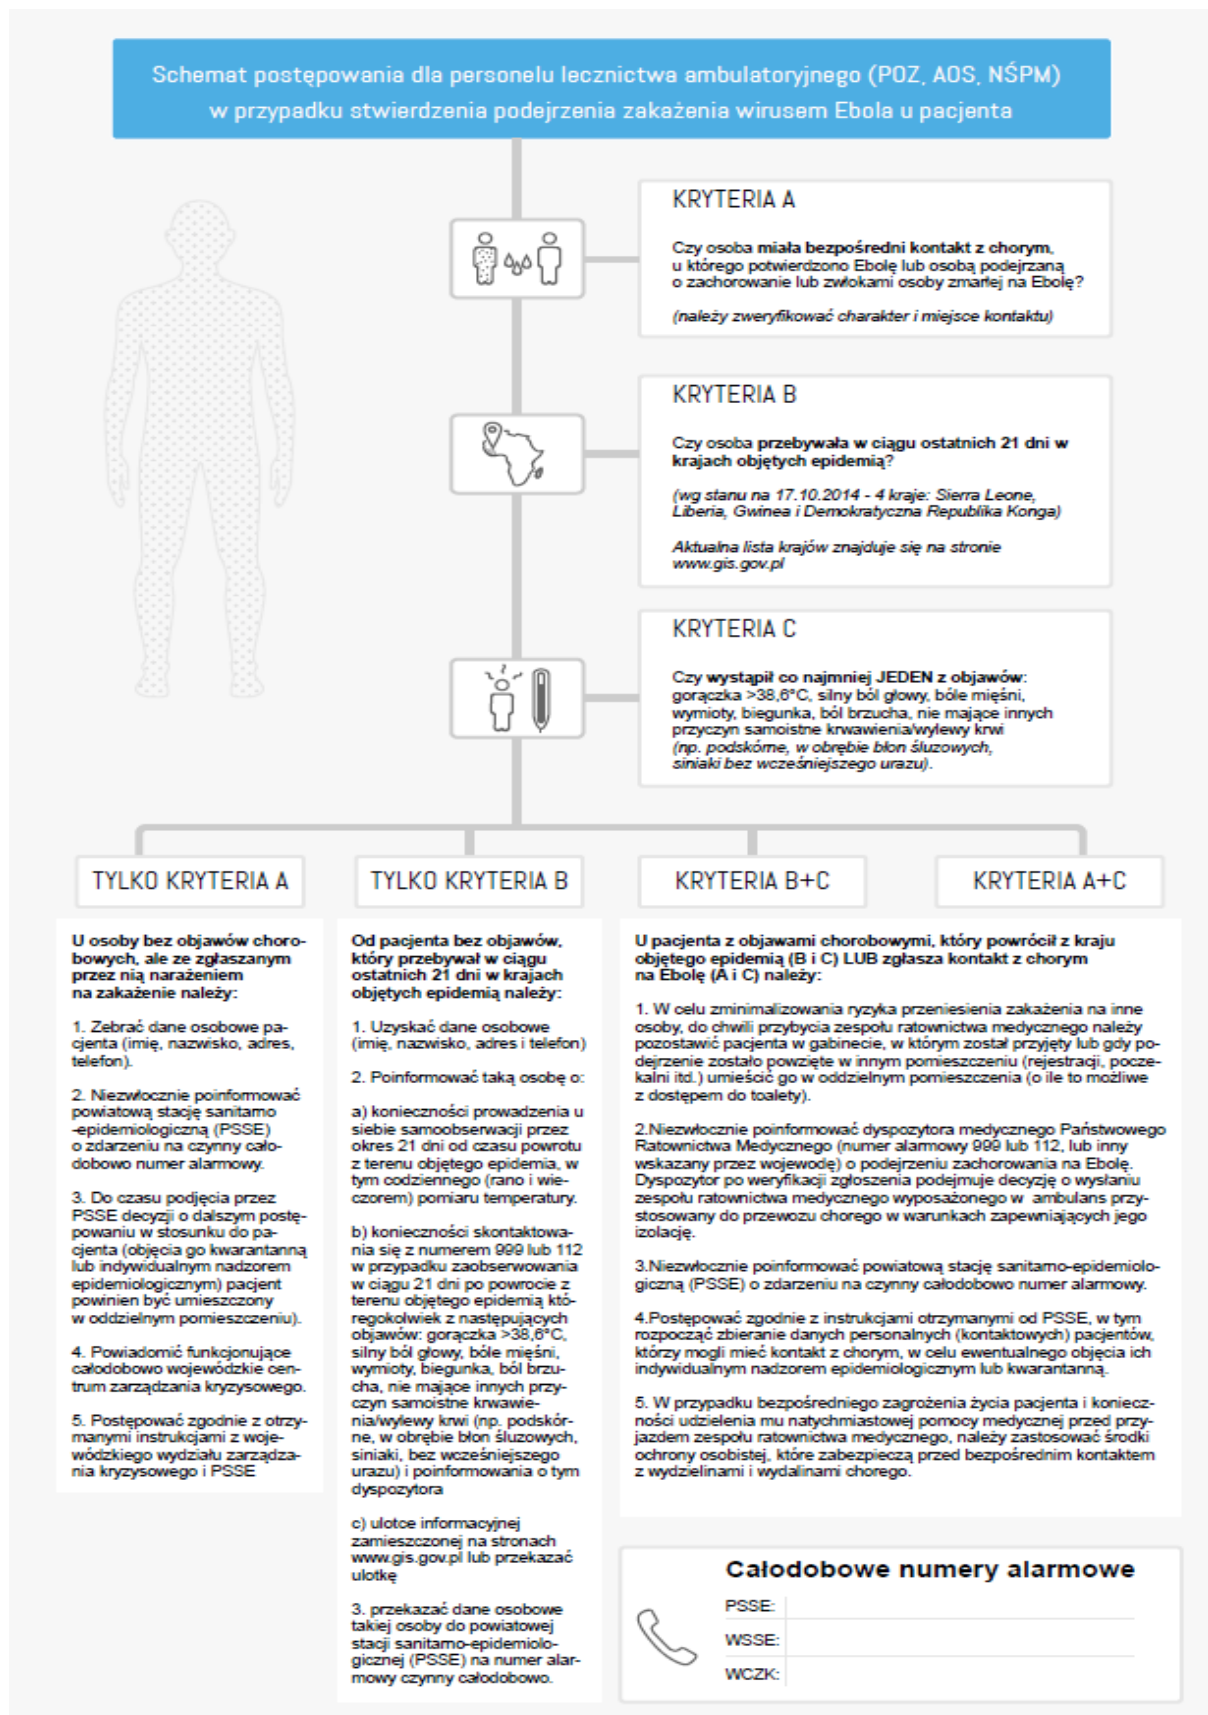 Schemat postępowania dla personelu lecznictwa ambulatoryjnego (POZ, AOS, NŚPM)
w przypadku stwierdzenia podejrzenia zakażenia wirusem Ebola u pacjenta
KRYTERIA A
Czy osoba miała bezpośredni kontakt z chorym,
u którego potwierdzono Ebolę lub osobą podejrzaną
o zachorowanie lub zwłokami osoby zmarłej na Ebolę?
(należy zweryfikować charakter i miejsce kontaktu)
KRYTERIA B
Czy osoba przebywała w ciągu ostatnich 21 dni w
krajach objętych epidemią?
(wg stanu na 17.10.2014 - 4 kraje: Sierra Leone,
Liberia, Gwinea i Demokratyczna Republika Konga)
Aktualna lista krajów znajduje się na stronie
www.gis.gov.pl
KRYTERIA C
Czy wystąpił co najmniej JEDEN z objawów:
gorączka >38,6°C, silny ból głowy, bóle mięśni,
wymioty, biegunka, ból brzucha, nie mające innych
przyczyn samoistne krwawienia/wylewy krwi
(np. podskórne, w obrębie błon śluzowych,
siniaki bez wcześniejszego urazu).
TYLKO KRYTERIA A
U osoby bez objawów choro-
bowych, ale ze zgłaszanym
przez nią narażeniem
na zakażenie należy:
1. Zebrać dane osobowe pa-
cjenta (imię, nazwisko, adres,
telefon).
2. Niezwłocznie poinformować
powiatową stację sanitarno
-epidemiologiczną (PSSE)
o zdarzeniu na czynny cało-
dobowo numer alarmowy.
3. Do czasu podjęcia przez
PSSE decyzji o dalszym postę-
powaniu w stosunku do pa-
cjenta (objęcia go kwarantanną
lub indywidualnym nadzorem
epidemiologicznym) pacjent
powinien być umieszczony
w oddzielnym pomieszczeniu).
4. Powiadomić funkcjonujące
całodobowo wojewódzkie cen-
trum zarządzania kryzysowego.
5. Postępować zgodnie z otrzy-
manymi instrukcjami z woje-
wódzkiego wydziału zarządza-
nia kryzysowego i PSSE
TYLKO KRYTERIA B
Od pacjenta bez objawów,
który przebywał w ciągu
ostatnich 21 dni w krajach
objętych epidemią należy:
1. Uzyskać dane osobowe
(imię, nazwisko, adres i telefon)
2. Poinformować taką osobę o:
a) konieczności prowadzenia u
siebie samoobserwacji przez
okres 21 dni od czasu powrotu
z terenu objętego epidemia, w
tym codziennego (rano i wie-
czorem) pomiaru temperatury.
b) konieczności skontaktowa-
nia się z numerem 999 lub 112
w przypadku zaobserwowania
w ciągu 21 dni po powrocie z
terenu objętego epidemią któ-
regokolwiek z następujących
objawów: gorączka >38,6°C,
silny ból głowy, bóle mięśni,
wymioty, biegunka, ból brzu-
cha, nie mające innych przy-
czyn samoistne krwawie-
nia/wylewy krwi (np. podskór-
ne, w obrębie błon śluzowych,
siniaki, bez wcześniejszego
urazu) i poinformowania o tym
dyspozytora
c) ulotce informacyjnej
zamieszczonej na stronach
www.gis.gov.pl lub przekazać
ulotkę
3. przekazać dane osobowe
takiej osoby do powiatowej
stacji sanitarno-epidemiolo-
gicznej (PSSE) na numer alar-
mowy czynny całodobowo.
KRYTERIA B+C
KRYTERIA A+C
U pacjenta z objawami chorobowymi, który powrócił z kraju
objętego epidemią (B i C) LUB zgłasza kontakt z chorym
na Ebolę (A i C) należy:
1. W celu zminimalizowania ryzyka przeniesienia zakażenia na inne
osoby, do chwili przybycia zespołu ratownictwa medycznego należy
pozostawić pacjenta w gabinecie, w którym został przyjęty lub gdy po-
dejrzenie zostało powzięte w innym pomieszczeniu (rejestracji, pocze-
kalni itd.) umieścić go w oddzielnym pomieszczenia (o ile to możliwe
z dostępem do toalety).
2.Niezwłocznie poinformować dyspozytora medycznego Państwowego
Ratownictwa Medycznego (numer alarmowy 999 lub 112, lub inny
wskazany przez wojewodę) o podejrzeniu zachorowania na Ebolę.
Dyspozytor po weryfikacji zgłoszenia podejmuje decyzję o wysłaniu
zespołu ratownictwa medycznego wyposażonego w ambulans przy-
stosowany do przewozu chorego w warunkach zapewniających jego
izolację.
3.Niezwłocznie poinformować powiatową stację sanitarno-epidemiolo-
giczną (PSSE) o zdarzeniu na czynny całodobowo numer alarmowy.
4.Postępować zgodnie z instrukcjami otrzymanymi od PSSE, w tym
rozpocząć zbieranie danych personalnych (kontaktowych) pacjentów,
którzy mogli mieć kontakt z chorym, w celu ewentualnego objęcia ich
indywidualnym nadzorem epidemiologicznym lub kwarantanną.
5. W przypadku bezpośredniego zagrożenia życia pacjenta i koniecz-
ności udzielenia mu natychmiastowej pomocy medycznej przed przy-
jazdem zespołu ratownictwa medycznego, należy zastosować środki
ochrony osobistej, które zabezpieczą przed bezpośrednim kontaktem
z wydzielinami i wydalinami chorego.
Całodobowe numery alarmowe
PSSE:
WSSE:
WCZK: